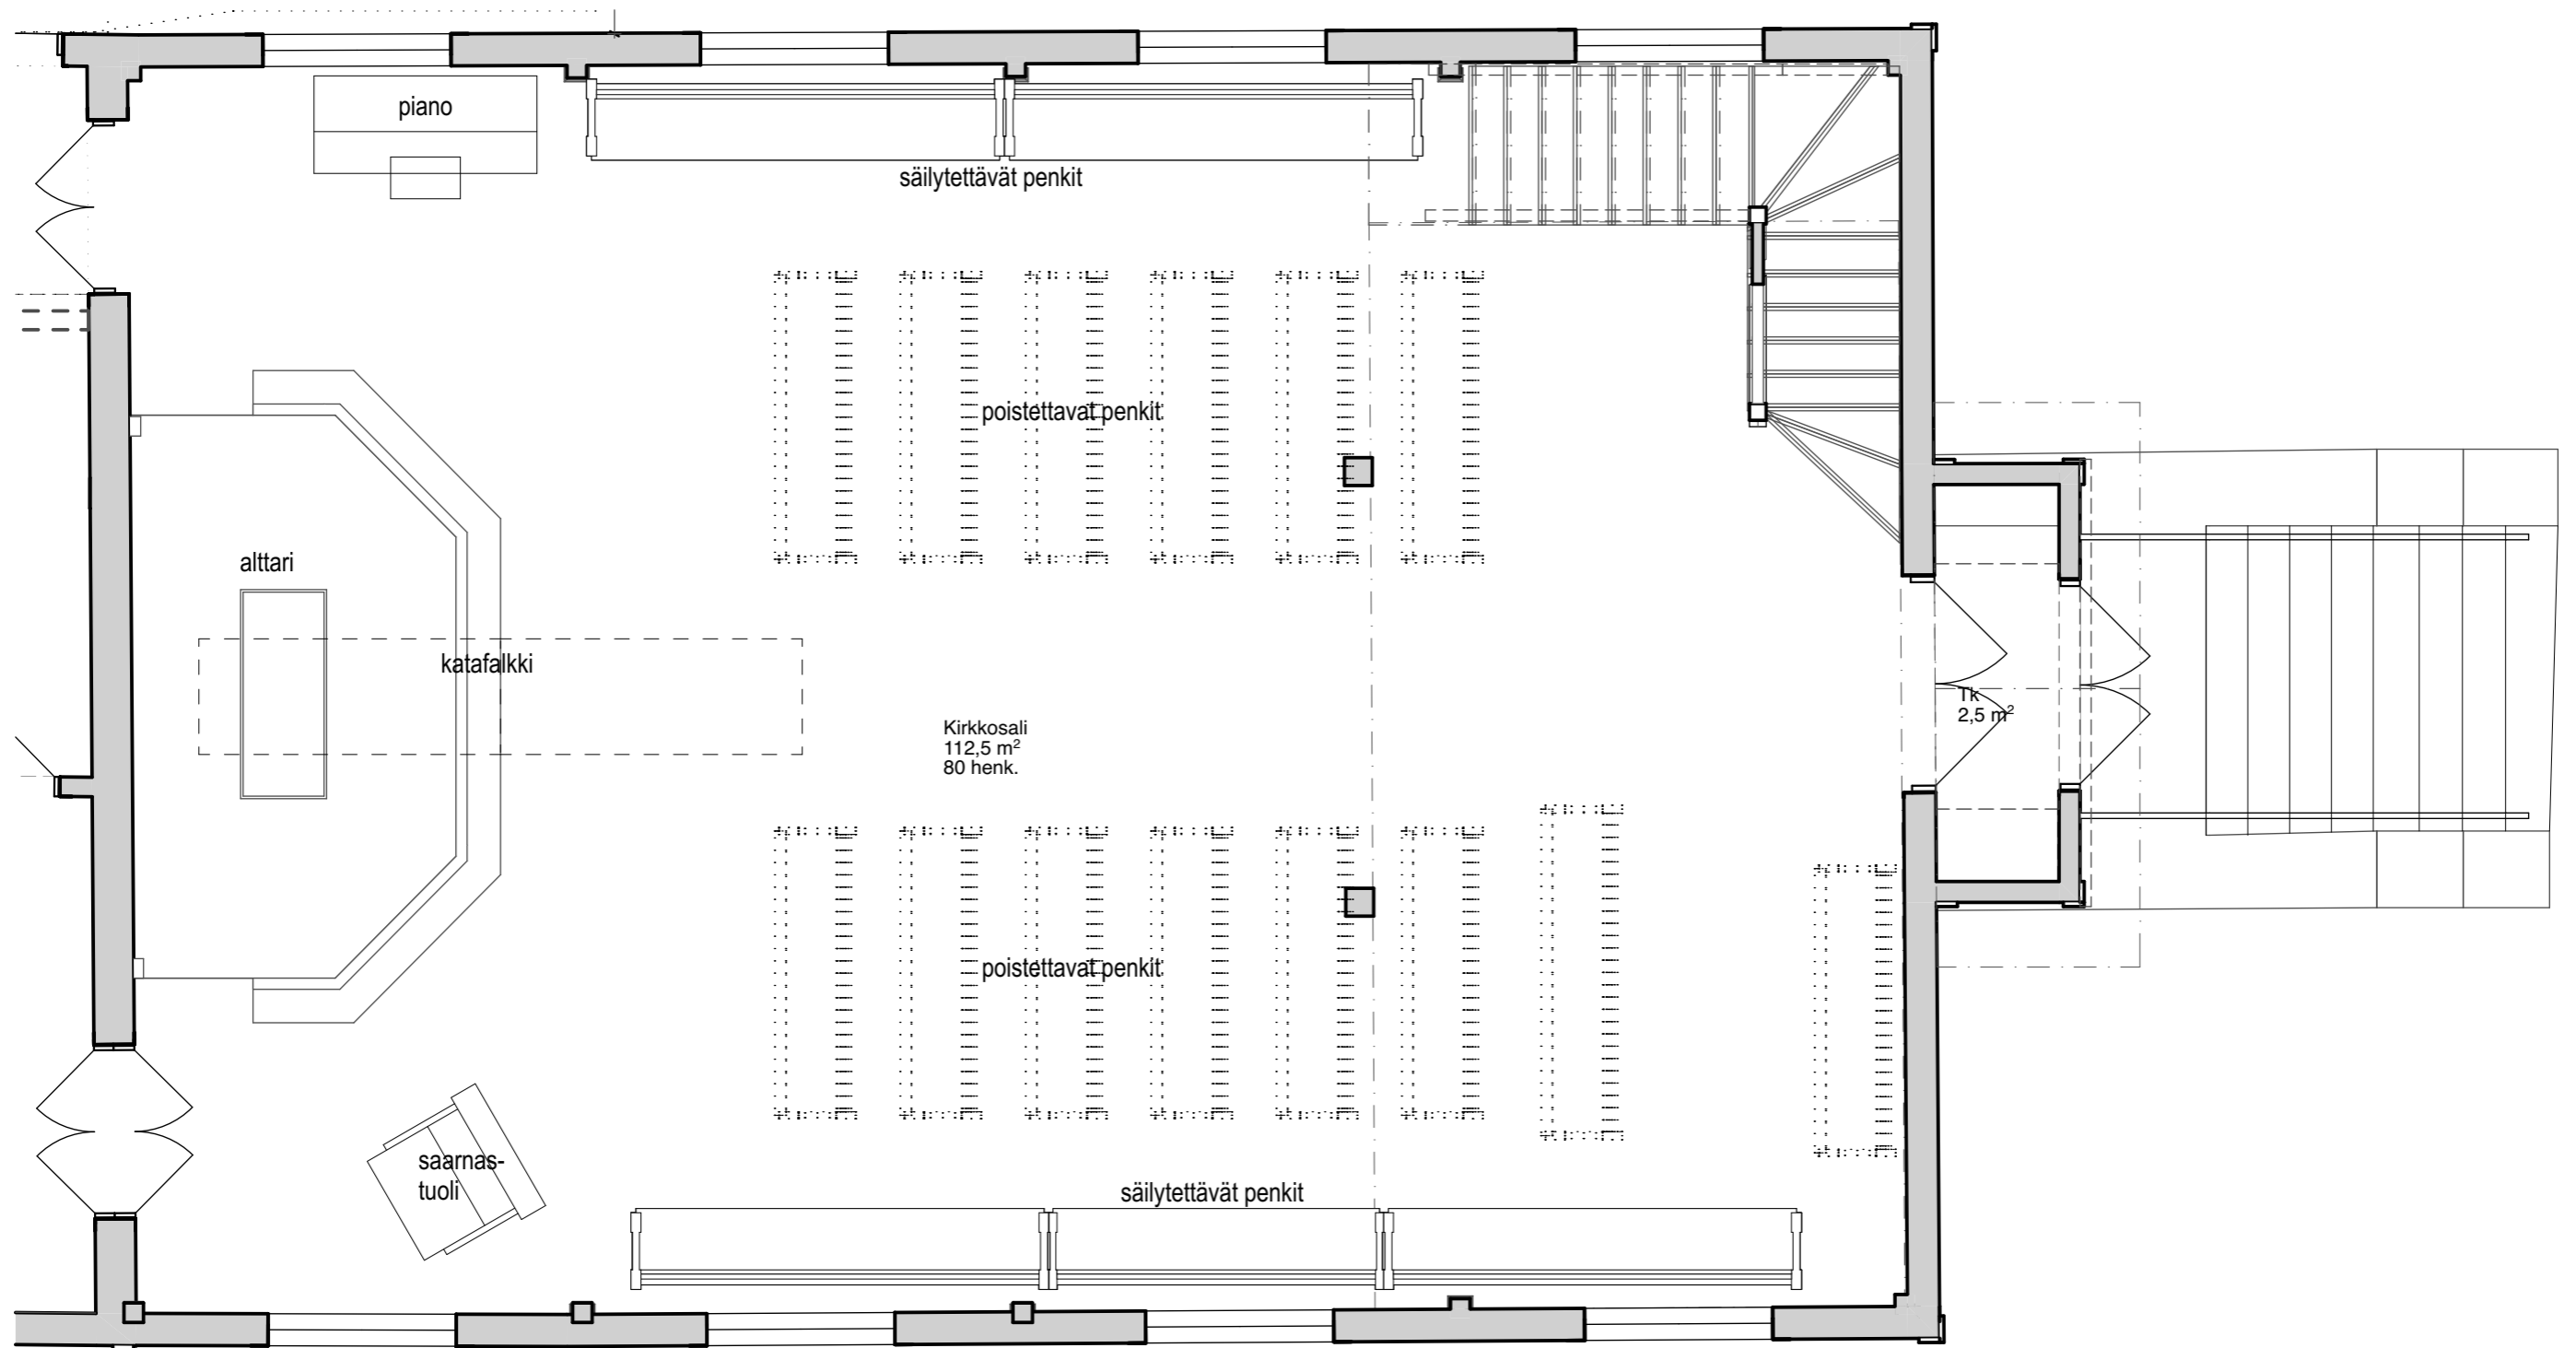 piano
säilytettävät penkit
poistettavat penkit
alttari
katafalkki
Kirkkosali
112,5 m²
80 henk.
Tk
2,5 m²
poistettavat penkit
saarnas-
tuoli
säilytettävät penkit